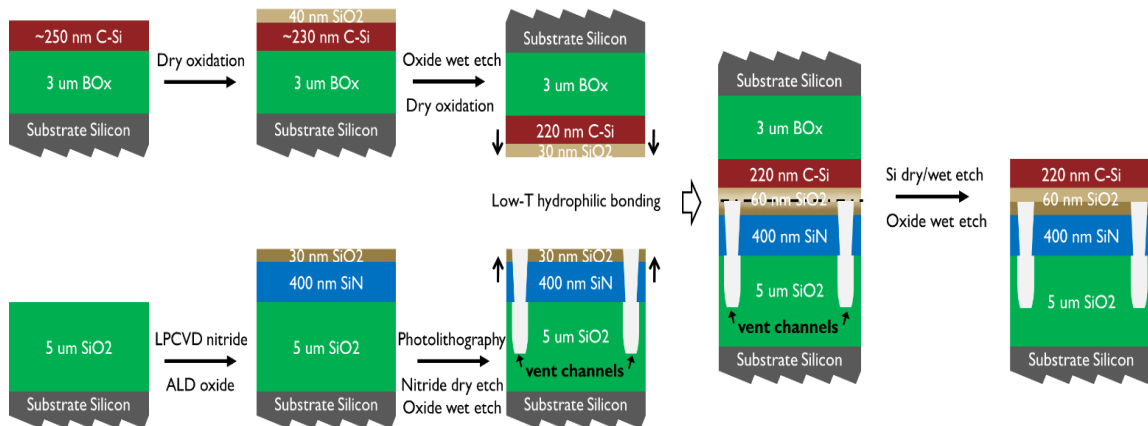 ~250 nm C-Si
3 um BOx
Substrate Silicon
Dry oxidation
40 nm SiO2
~230 nm C-Si
3 um BOx
Substrate Silicon
Oxide wet etch
Dry oxidation
Substrate Silicon
3 um BOx
220 nm C-Si
30 nm SiO2
Low-T hydrophilic bonding
5 um SiO2
Substrate Silicon
LPCVD nitride
ALD oxide
30 nm SiO2
400 nm SiN
5 um SiO2
Substrate Silicon
Photolithography
Nitride dry etch
Oxide wet etch
30 nm SiO2
400 nm SiN
5 um SiO2
vent channels
Substrate Silicon
Substrate Silicon
3 um BOx
220 nm C-Si
60 nm SiO2
400 nm SiN
5 um SiO2
vent channels
Substrate Silicon
Si dry/wet etch
Oxide wet etch
220 nm C-Si
60 nm SiO2
400 nm SiN
5 um SiO2
Substrate Silicon